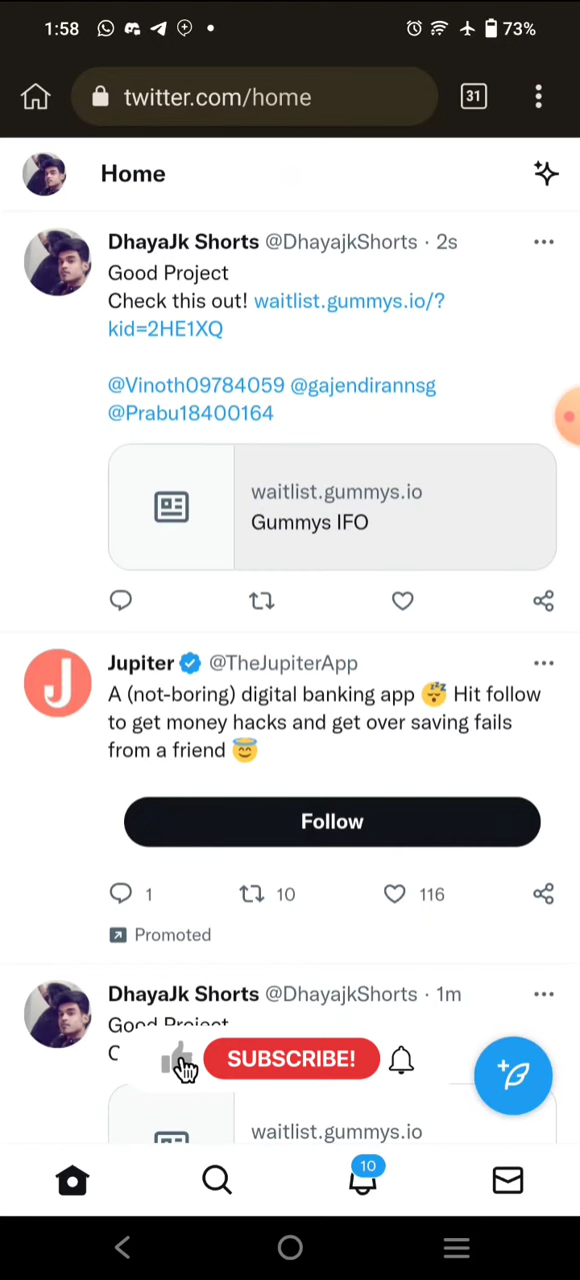 1:58
73%
twitter.com/home
31
Home
DhayaJk Shorts @DhayajkShorts · 2s
Good Project
Check this out! waitlist.gummys.io/?
kid=2HE1XQ
@Vinoth09784059 @gajendirannsg
@Prabu18400164
waitlist.gummys.io
Gummys IFO
J
Jupiter @TheJupiterApp
A (not-boring) digital banking app 😴 Hit follow
to get money hacks and get over saving fails
from a friend 😇
Follow
1
10
116
Promoted
DhayaJk Shorts @DhayajkShorts · 1m
Good Project
C
SUBSCRIBE!
waitlist.gummys.io
10